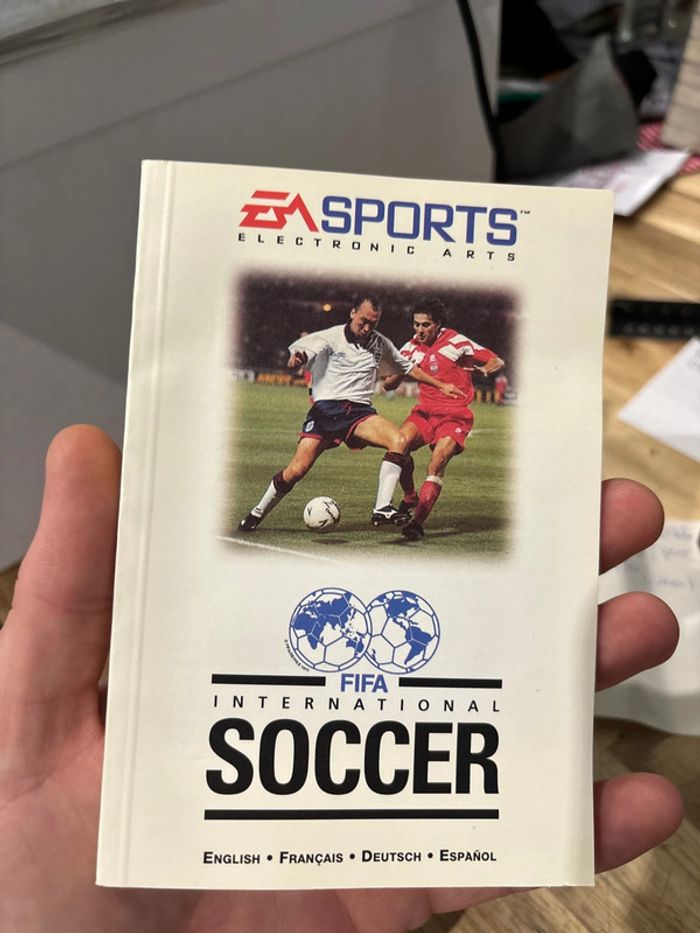 EA SPORTS™
ELECTRONIC ARTS
FIFA
INTERNATIONAL
SOCCER
ENGLISH • FRANÇAIS • DEUTSCH • ESPAÑOL